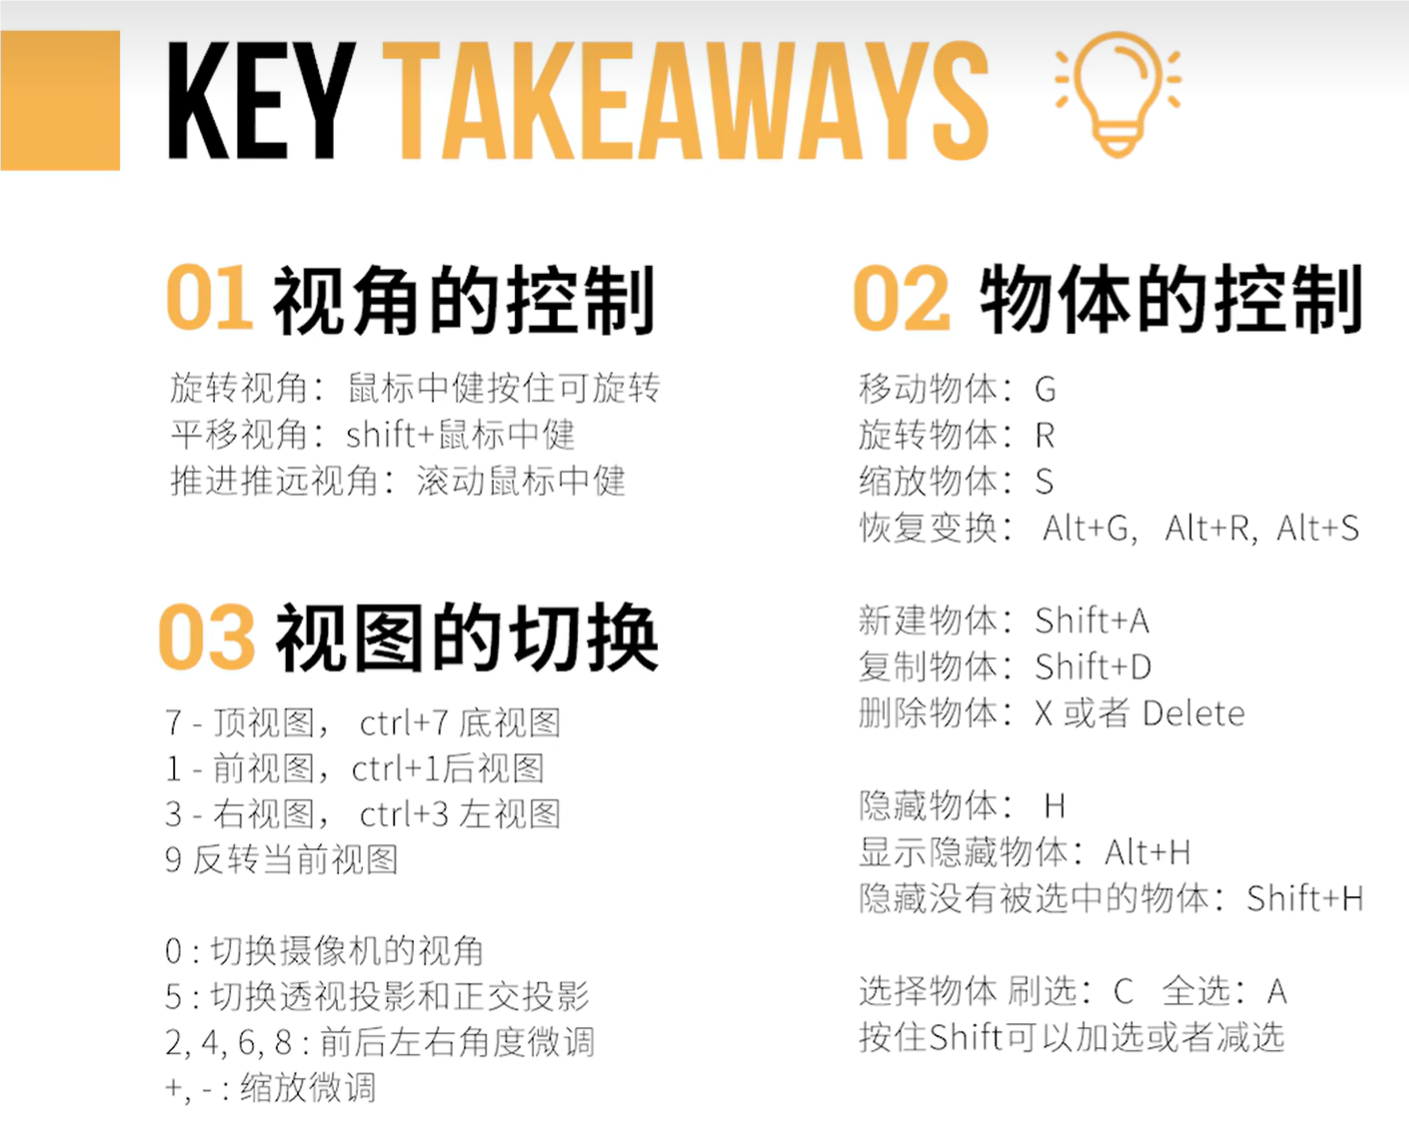 KEY TAKEAWAYS
01 视角的控制
旋转视角：鼠标中健按住可旋转
平移视角：shift+鼠标中健
推进推远视角：滚动鼠标中健
02 物体的控制
移动物体：G
旋转物体：R
缩放物体：S
恢复变换： Alt+G, Alt+R, Alt+S
新建物体：Shift+A
复制物体：Shift+D
删除物体：X 或者 Delete
隐藏物体： H
显示隐藏物体：Alt+H
隐藏没有被选中的物体：Shift+H
选择物体 刷选：C 全选：A
按住Shift可以加选或者减选
03 视图的切换
7 - 顶视图， ctrl+7 底视图
1 - 前视图，ctrl+1后视图
3 - 右视图， ctrl+3 左视图
9 反转当前视图
0 : 切换摄像机的视角
5 : 切换透视投影和正交投影
2, 4, 6, 8 : 前后左右角度微调
+, - : 缩放微调